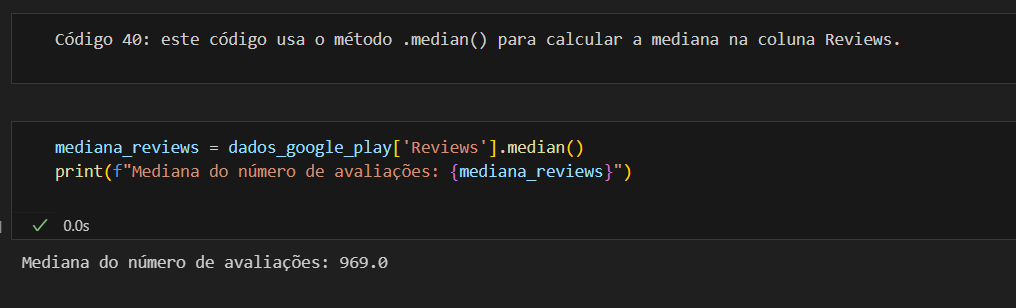 Código 40: este código usa o método .median() para calcular a mediana na coluna Reviews.
mediana_reviews = dados_google_play['Reviews'].median()
print(f"Mediana do número de avaliações: {mediana_reviews}")
0.0s
Mediana do número de avaliações: 969.0